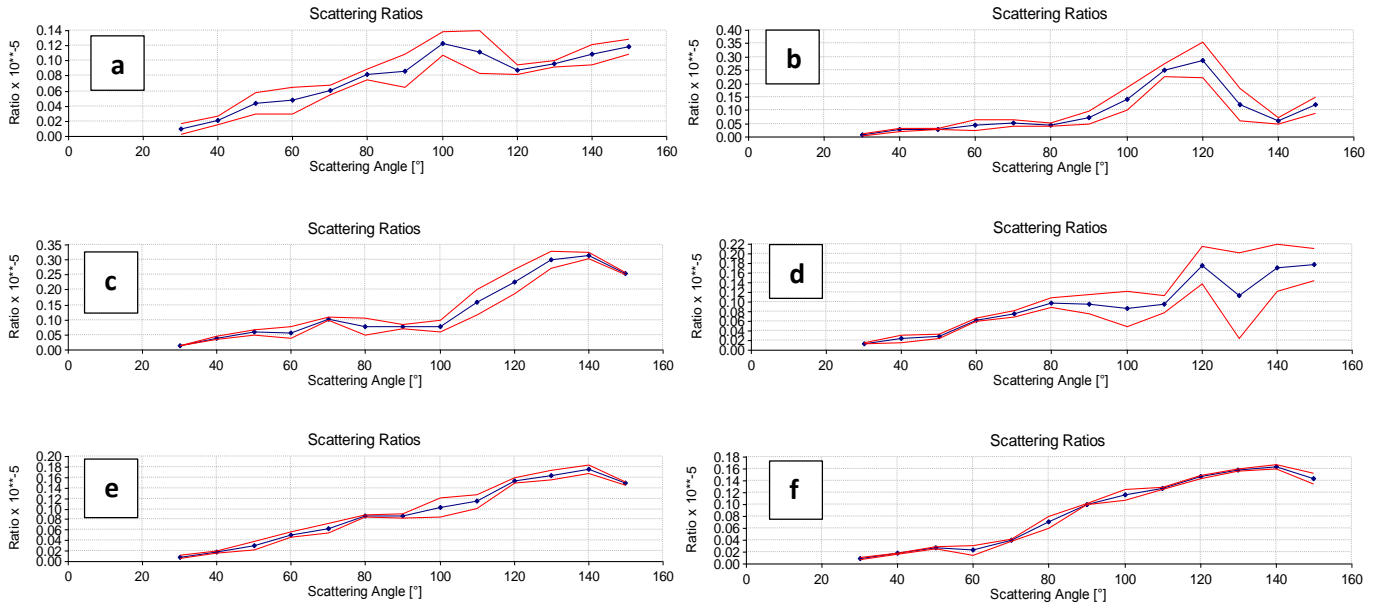 Scattering Ratios
Ratio x 10**-5
0.14
0.12
0.10
0.08
0.06
0.04
0.02
0.00
a
0 20 40 60 80 100 120 140 160
Scattering Angle [°]
Scattering Ratios
Ratio x 10**-5
0.40
0.35
0.30
0.25
0.20
0.15
0.10
0.05
0.00
b
0 20 40 60 80 100 120 140 160
Scattering Angle [°]
Scattering Ratios
Ratio x 10**-5
0.35
0.30
0.25
0.20
0.15
0.10
0.05
0.00
c
0 20 40 60 80 100 120 140 160
Scattering Angle [°]
Scattering Ratios
Ratio x 10**-5
0.22
0.20
0.18
0.16
0.14
0.12
0.10
0.08
0.06
0.04
0.02
0.00
d
0 20 40 60 80 100 120 140 160
Scattering Angle [°]
Scattering Ratios
Ratio x 10**-5
0.20
0.18
0.16
0.14
0.12
0.10
0.08
0.06
0.04
0.02
0.00
e
0 20 40 60 80 100 120 140 160
Scattering Angle [°]
Scattering Ratios
Ratio x 10**-5
0.18
0.16
0.14
0.12
0.10
0.08
0.06
0.04
0.02
0.00
f
0 20 40 60 80 100 120 140 160
Scattering Angle [°]